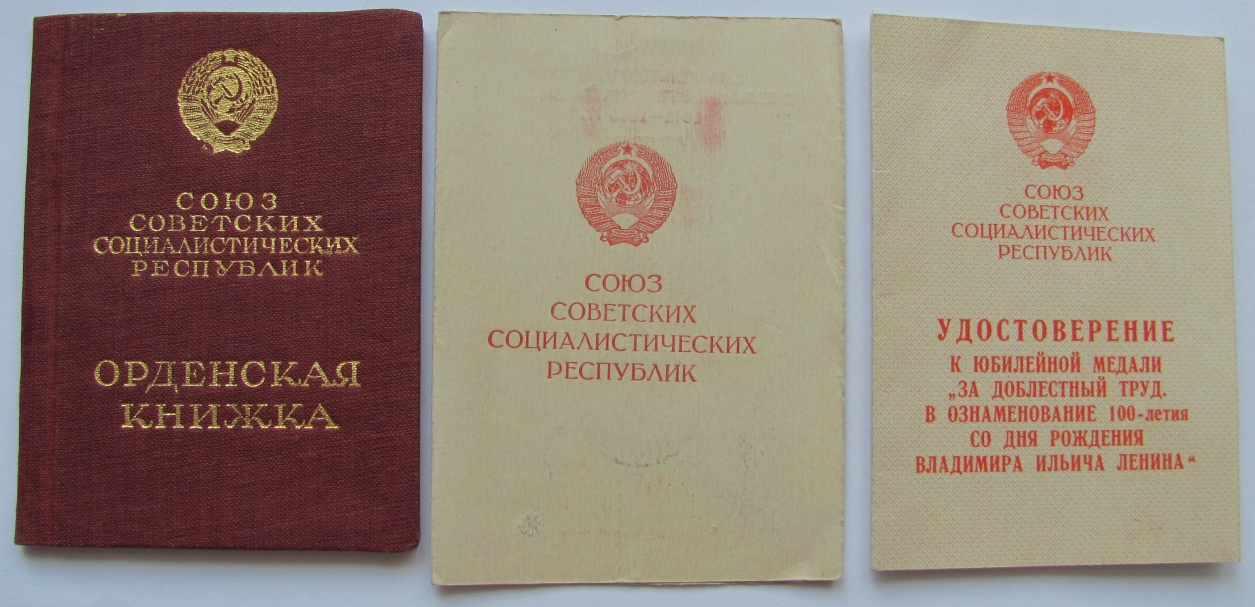 СОЮЗ
СОВЕТСКИХ
СОЦИАЛИСТИЧЕСКИХ
РЕСПУБЛИК
ОРДЕНСКАЯ
КНИЖКА
СОЮЗ
СОВЕТСКИХ
СОЦИАЛИСТИЧЕСКИХ
РЕСПУБЛИК
СОЮЗ
СОВЕТСКИХ
СОЦИАЛИСТИЧЕСКИХ
РЕСПУБЛИК
УДОСТОВЕРЕНИЕ
К ЮБИЛЕЙНОЙ МЕДАЛИ
„ЗА ДОБЛЕСТНЫЙ ТРУД.
В ОЗНАМЕНОВАНИЕ 100-летия
СО ДНЯ РОЖДЕНИЯ
ВЛАДИМИРА ИЛЬИЧА ЛЕНИНА“